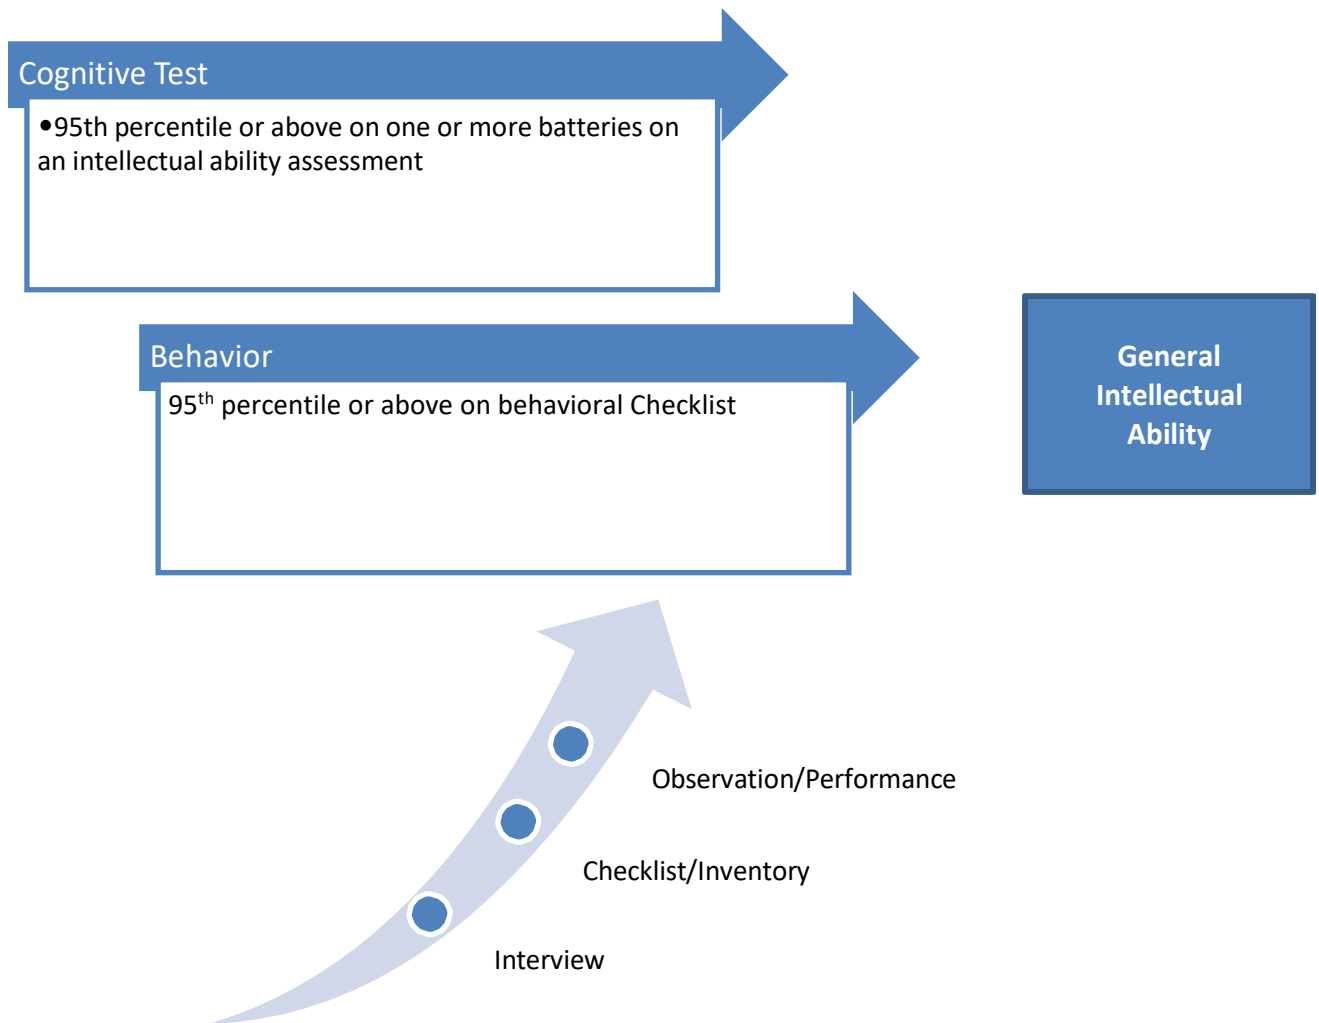 Cognitive Test
•95th percentile or above on one or more batteries on
an intellectual ability assessment
Behavior
95th percentile or above on behavioral Checklist
General
Intellectual
Ability
Observation/Performance
Checklist/Inventory
Interview